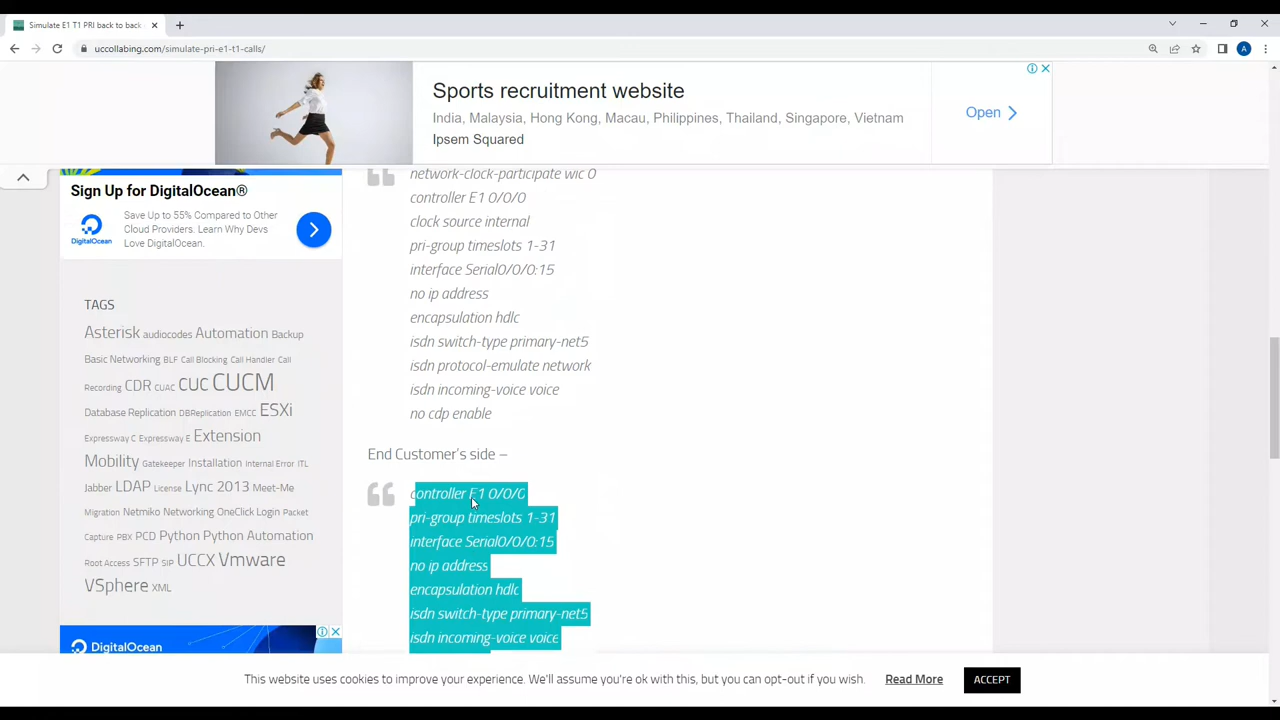 Simulate E1 T1 PRI back to back
uccollabing.com/simulate-pri-e1-t1-calls/
A
Sports recruitment website
India, Malaysia, Hong Kong, Macau, Philippines, Thailand, Singapore, Vietnam
Ipsem Squared
Open
Sign Up for DigitalOcean®
Save Up to 55% Compared to Other
Cloud Providers. Learn Why Devs
Love DigitalOcean.
DigitalOcean
TAGS
Asterisk audiocodes Automation Backup
Basic Networking BLF Call Blocking Call Handler Call
Recording CDR CUAC CUC CUCM
Database Replication DBReplication EMCC ESXi
Expressway C Expressway E Extension
Mobility Gatekeeper Installation Internal Error ITL
Jabber LDAP License Lync 2013 Meet-Me
Migration Netmiko Networking OneClick Login Packet
Capture PBX PCD Python Python Automation
Root Access SFTP SIP UCCX Vmware
VSphere XML
DigitalOcean
network-clock-participate wic 0
controller E1 0/0/0
clock source internal
pri-group timeslots 1-31
interface Serial0/0/0:15
no ip address
encapsulation hdlc
isdn switch-type primary-net5
isdn protocol-emulate network
isdn incoming-voice voice
no cdp enable
End Customer's side –
controller E1 0/0/0
pri-group timeslots 1-31
interface Serial0/0/0:15
no ip address
encapsulation hdlc
isdn switch-type primary-net5
isdn incoming-voice voice
This website uses cookies to improve your experience. We'll assume you're ok with this, but you can opt-out if you wish.
Read More
ACCEPT